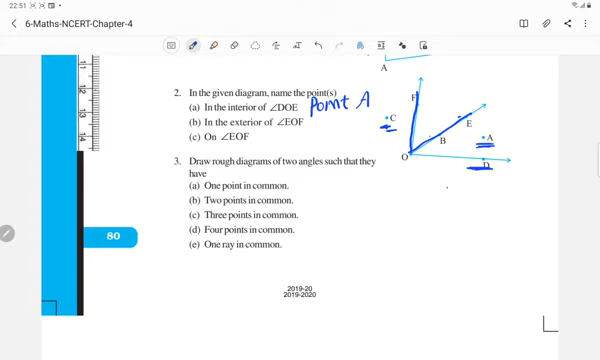 22:51
91%
6-Maths-NCERT-Chapter-4
11
12
13
14
A
2. In the given diagram, name the point(s)
(a) In the interior of ∠DOE Point A
(b) In the exterior of ∠EOF
(c) On ∠EOF
F
C
E
B
A
O
D
3. Draw rough diagrams of two angles such that they
have
(a) One point in common.
(b) Two points in common.
(c) Three points in common.
(d) Four points in common.
(e) One ray in common.
80
2019-20
2019-2020